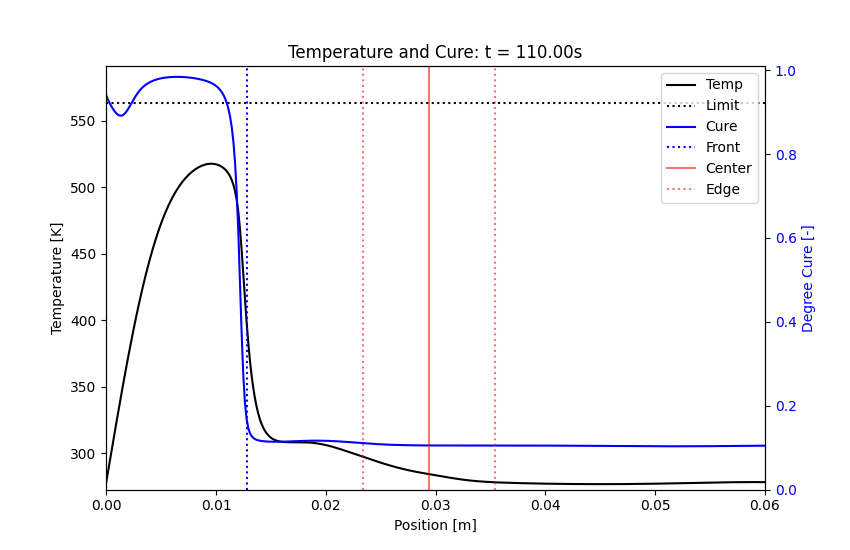 Temperature and Cure: t = 110.00s
Temp
Limit
Cure
Front
Center
Edge
550
500
450
400
350
300
Temperature [K]
1.0
0.8
0.6
0.4
0.2
0.0
Degree Cure [-]
0.00 0.01 0.02 0.03 0.04 0.05 0.06
Position [m]